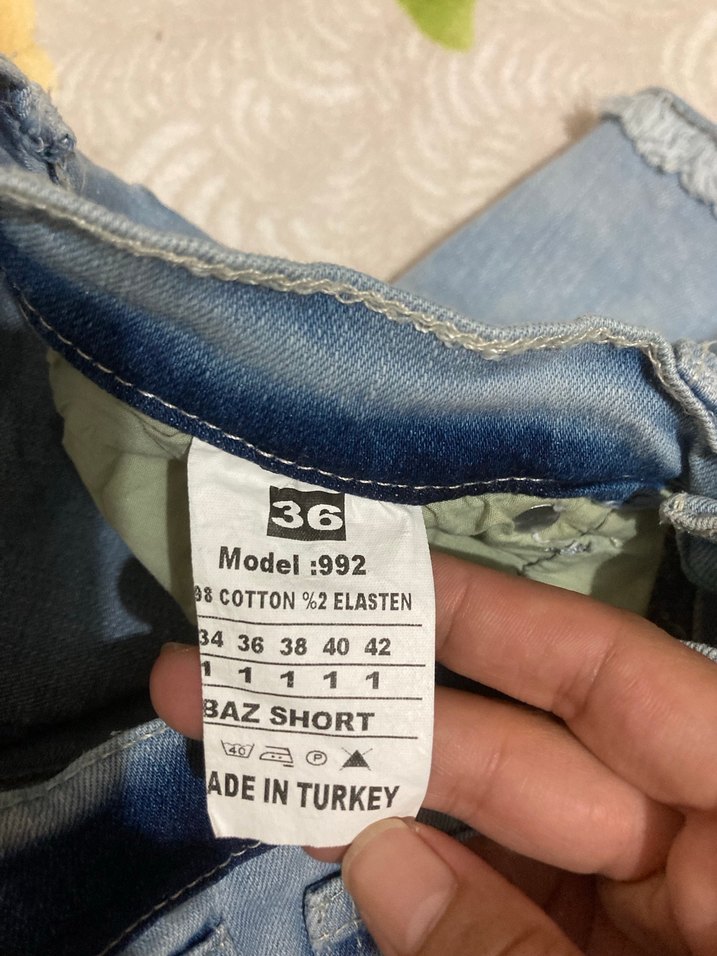 36
Model :992
98 COTTON %2 ELASTEN
34 36 38 40 42
1 1 1 1 1
BAZ SHORT
40 P
ADE IN TURKEY